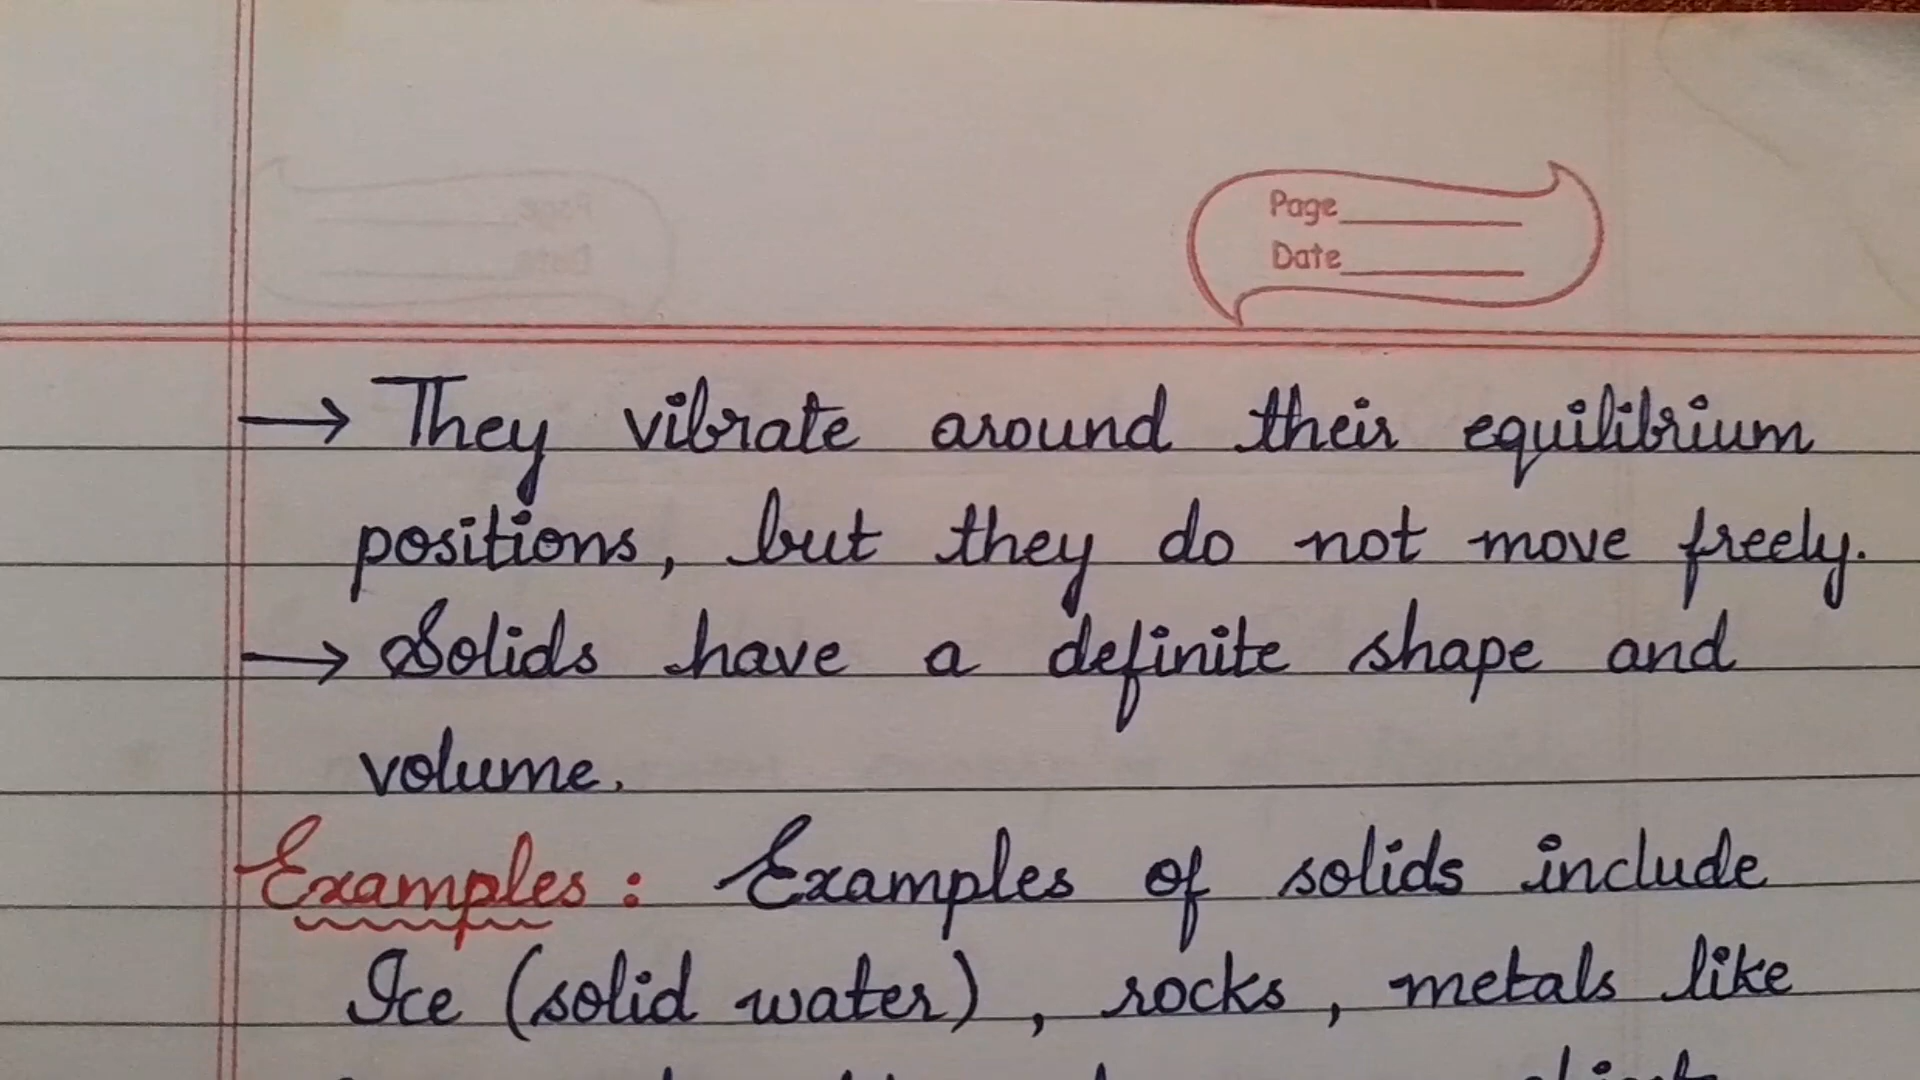 Page
Date
→ They vibrate around their equilibrium
positions, but they do not move freely.
→ Solids have a definite shape and
volume.
Examples : Examples of solids include
Ice (solid water), rocks, metals like